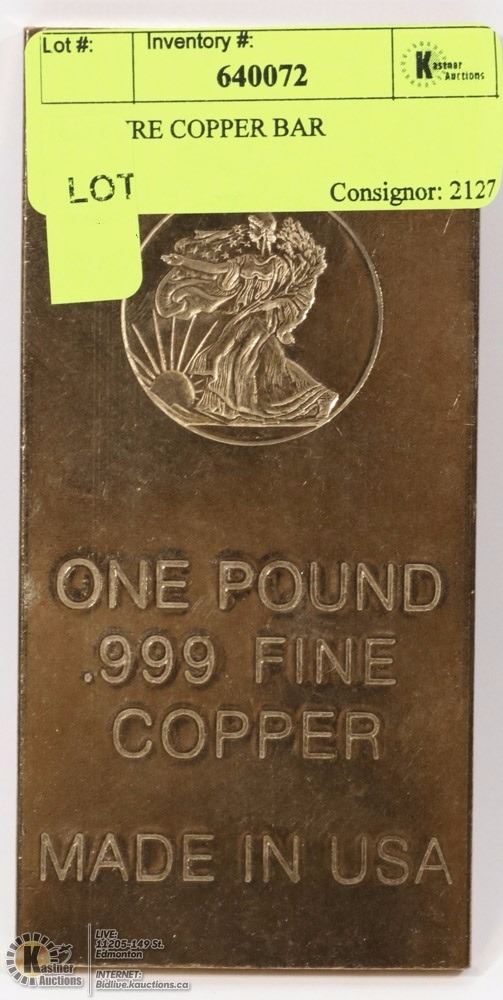 Lot #: Inventory #:
640072
Kastner
Auctions
RE COPPER BAR
LOT
Consignor: 2127
ONE POUND
.999 FINE
COPPER
MADE IN USA
Kastner
Auctions
LIVE:
11205-149 St.
Edmonton
INTERNET:
Bidlive.kauctions.ca